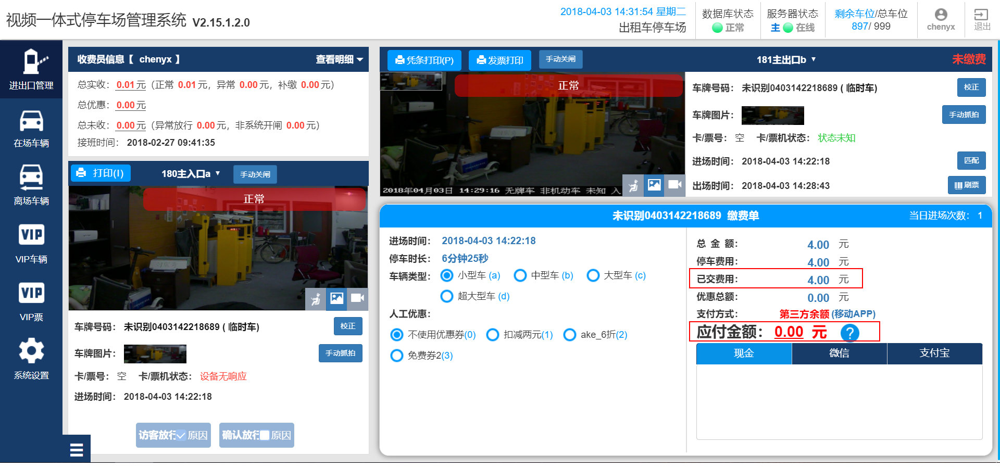 视频一体式停车场管理系统 V2.15.1.2.0
2018-04-03 14:31:54 星期二
出租车停车场
数据库状态
正常
服务器状态
主 在线
剩余车位/总车位
897/ 999
chenyx
退出
进出口管理
在场车辆
离场车辆
VIP
VIP车辆
VIP
VIP票
系统设置
收费员信息【 chenyx 】
查看明细
总实收： 0.01 元（正常 0.01 元，异常 0.00 元，补缴 0.00 元）
总优惠： 0.00 元
总未收： 0.00 元（异常放行 0.00 元，非系统开闸 0.00 元）
接班时间： 2018-02-27 09:41:35
打印(I)
180主入口a
手动关闸
正常
车牌号码： 未识别0403142218689 ( 临时车)
校正
车牌图片：
手动抓拍
卡/票号： 空 卡/票机状态： 设备无响应
进场时间： 2018-04-03 14:22:18
访客放行 原因
确认放行 原因
凭条打印(P)
发票打印
手动关闸
181主出口b
未缴费
正常
2018年04月03日 14:29:16 无牌车 非机动车 未知 入
车牌号码： 未识别0403142218689 ( 临时车)
校正
车牌图片：
手动抓拍
卡/票号： 空 卡/票机状态： 状态未知
进场时间： 2018-04-03 14:22:18
匹配
出场时间： 2018-04-03 14:28:43
刷票
未识别0403142218689 缴费单
当日进场次数： 1
进场时间： 2018-04-03 14:22:18
停车时长： 6分钟25秒
车辆类型： 小型车 (a) 中型车 (b) 大型车 (c)
超大型车 (d)
人工优惠：
不使用优惠券(0) 扣减两元(1) ake_6折(2)
免费券2(3)
总 金 额： 4.00 元
停车费用： 4.00 元
已交费用： 4.00 元
优惠总额： 0.00 元
支付方式： 第三方余额 (移动APP)
应付金额： 0.00 元 ?
现金
微信
支付宝